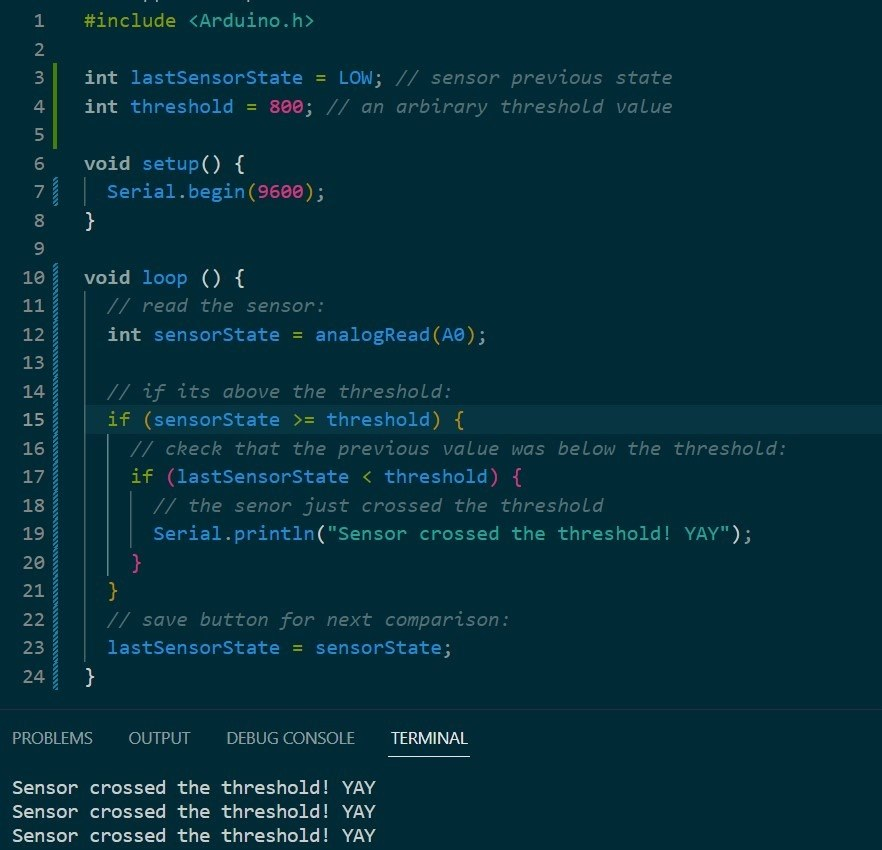 1 #include <Arduino.h>
2
3 int lastSensorState = LOW; // sensor previous state
4 int threshold = 800; // an arbirary threshold value
5
6 void setup() {
7   Serial.begin(9600);
8 }
9
10 void loop () {
11   // read the sensor:
12   int sensorState = analogRead(A0);
13
14   // if its above the threshold:
15   if (sensorState >= threshold) {
16     // ckeck that the previous value was below the threshold:
17     if (lastSensorState < threshold) {
18       // the senor just crossed the threshold
19       Serial.println("Sensor crossed the threshold! YAY");
20     }
21   }
22   // save button for next comparison:
23   lastSensorState = sensorState;
24 }
PROBLEMS OUTPUT DEBUG CONSOLE TERMINAL
Sensor crossed the threshold! YAY
Sensor crossed the threshold! YAY
Sensor crossed the threshold! YAY